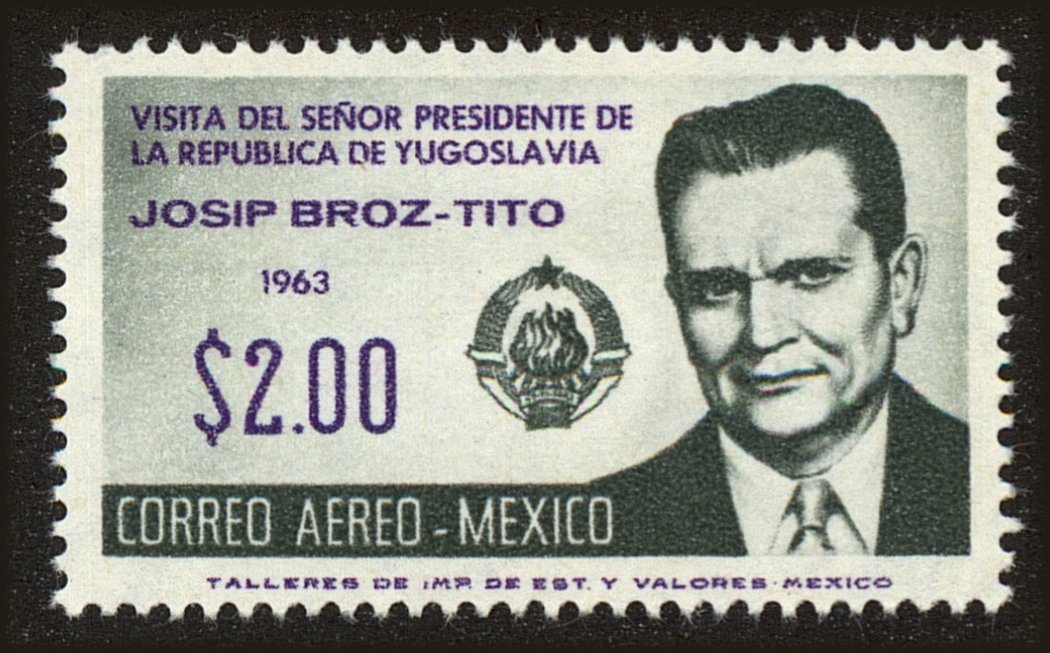 VISITA DEL SEÑOR PRESIDENTE DE
LA REPUBLICA DE YUGOSLAVIA
JOSIP BROZ-TITO
1963
$2.00
CORREO AEREO - MEXICO
TALLERES DE IMP. DE EST. Y VALORES-MEXICO